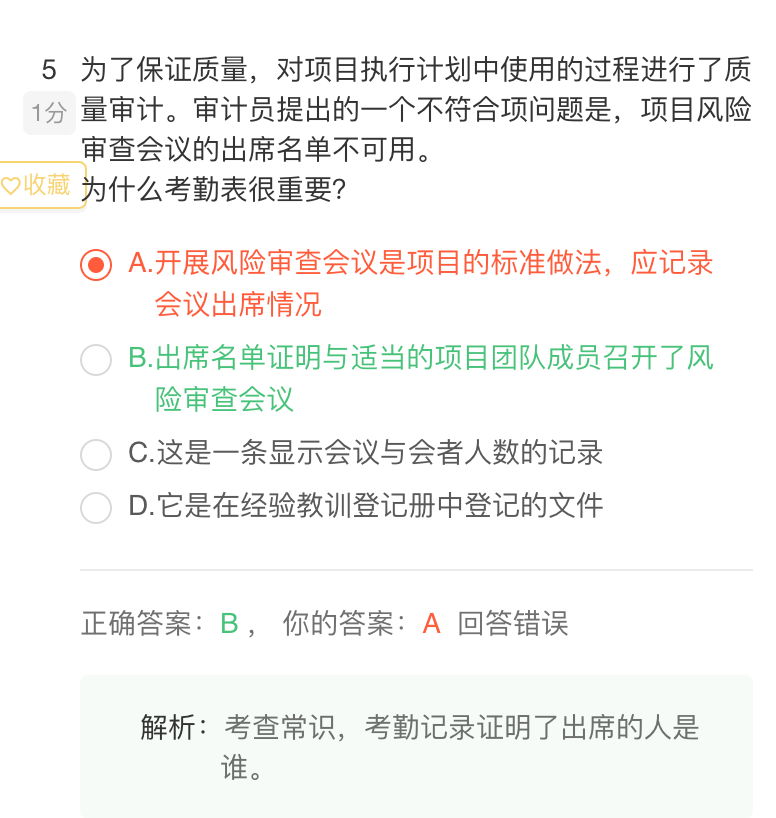 5 为了保证质量，对项目执行计划中使用的过程进行了质
1分 量审计。审计员提出的一个不符合项问题是，项目风险
审查会议的出席名单不可用。
收藏 为什么考勤表很重要?
A.开展风险审查会议是项目的标准做法，应记录
会议出席情况
B.出席名单证明与适当的项目团队成员召开了风
险审查会议
C.这是一条显示会议与会者人数的记录
D.它是在经验教训登记册中登记的文件
正确答案：B， 你的答案：A 回答错误
解析：考查常识，考勤记录证明了出席的人是
谁。